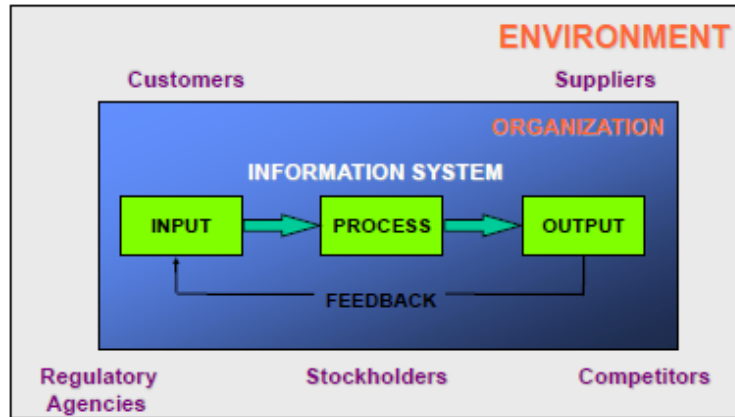 ENVIRONMENT
Customers
Suppliers
ORGANIZATION
INFORMATION SYSTEM
INPUT
PROCESS
OUTPUT
FEEDBACK
Regulatory
Agencies
Stockholders
Competitors